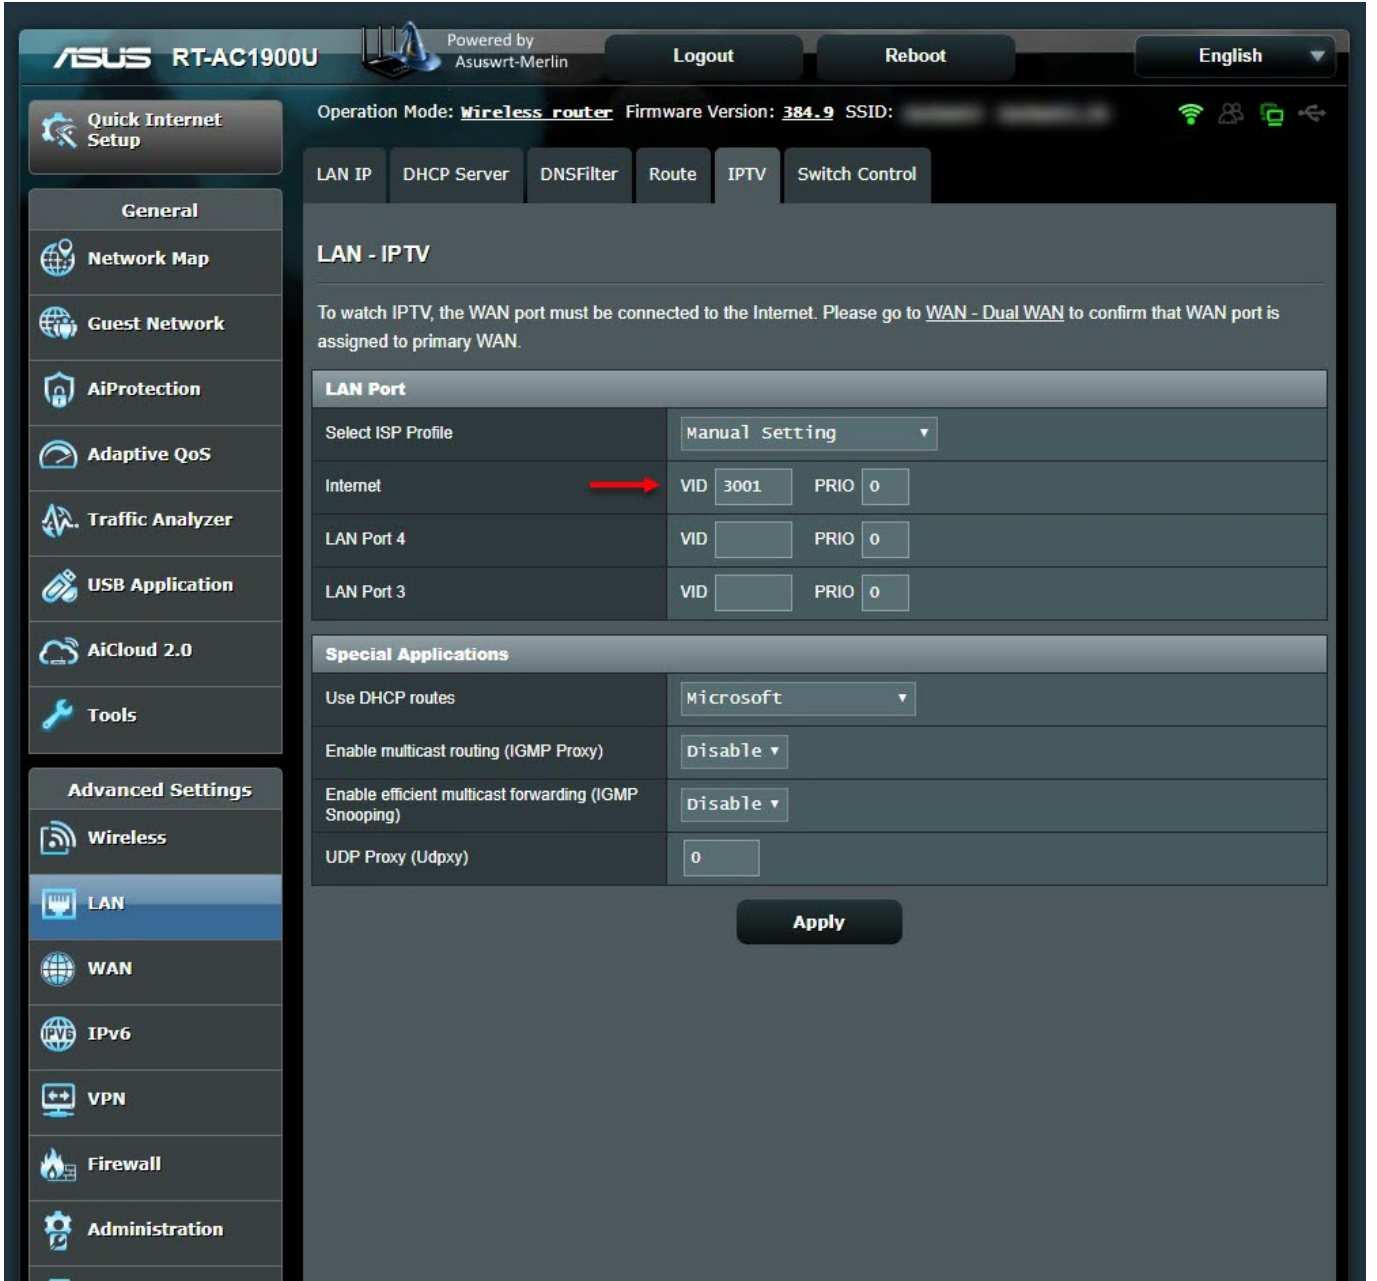 ASUS RT-AC1900U
Powered by
Asuswrt-Merlin
Logout
Reboot
English
Quick Internet
Setup
Operation Mode: Wireless router Firmware Version: 384.9 SSID:
LAN IP
DHCP Server
DNSFilter
Route
IPTV
Switch Control
General
Network Map
Guest Network
AiProtection
Adaptive QoS
Traffic Analyzer
USB Application
AiCloud 2.0
Tools
Advanced Settings
Wireless
LAN
WAN
IPv6
VPN
Firewall
Administration
LAN - IPTV
To watch IPTV, the WAN port must be connected to the Internet. Please go to WAN - Dual WAN to confirm that WAN port is
assigned to primary WAN.
LAN Port
Select ISP Profile Manual Setting
Internet VID 3001 PRIO 0
LAN Port 4 VID PRIO 0
LAN Port 3 VID PRIO 0
Special Applications
Use DHCP routes Microsoft
Enable multicast routing (IGMP Proxy) Disable
Enable efficient multicast forwarding (IGMP
Snooping) Disable
UDP Proxy (Udpxy) 0
Apply